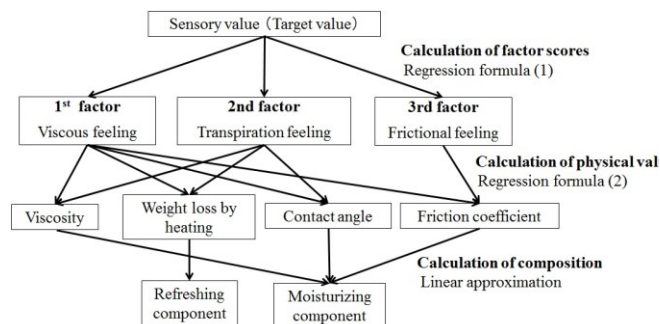 Sensory value (Target value)
Calculation of factor scores
Regression formula (1)
1st factor
Viscous feeling
2nd factor
Transpiration feeling
3rd factor
Frictional feeling
Calculation of physical val
Regression formula (2)
Viscosity
Weight loss by
heating
Contact angle
Friction coefficient
Calculation of composition
Linear approximation
Refreshing
component
Moisturizing
component